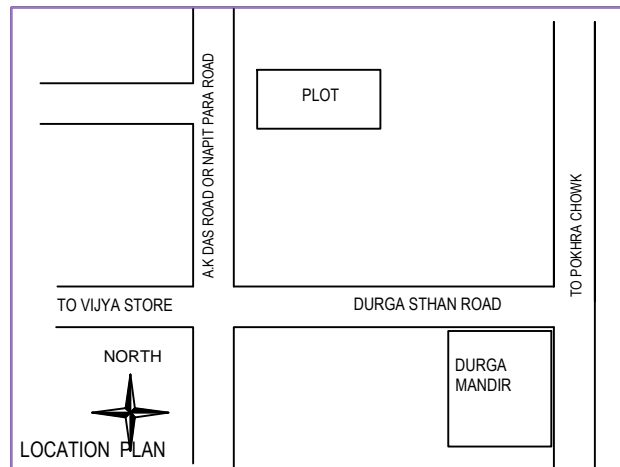 A.K DAS ROAD OR NAPIT PARA ROAD
PLOT
TO POKHRA CHOWK
TO VIJYA STORE
DURGA STHAN ROAD
NORTH
DURGA
MANDIR
LOCATION PLAN